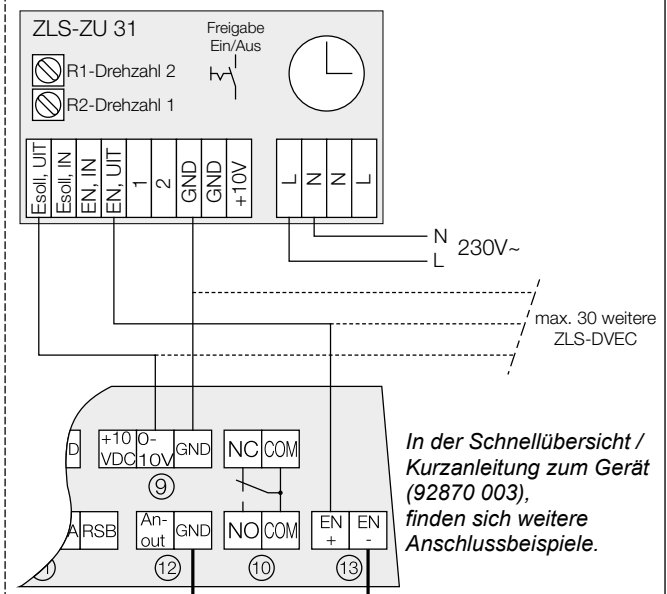 ZLS-ZU 31
Freigabe
Ein/Aus
R1-Drehzahl 2
R2-Drehzahl 1
Esoll, UIT
Esoll, IN
EN, IN
EN, UIT
1
2
GND
GND
+10V
L
N
N
L
N
L
230V~
max. 30 weitere
ZLS-DVEC
D
+10
VDC
0-
10V
GND
NC
COM
9
In der Schnellübersicht /
Kurzanleitung zum Gerät
(92870 003),
finden sich weitere
Anschlussbeispiele.
A
RSB
An-
out
GND
NO
COM
EN
+
EN
-
12
10
13